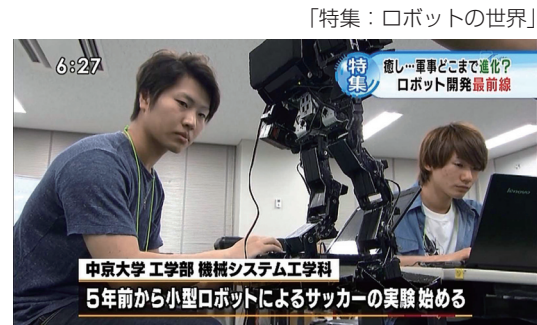 「特集：ロボットの世界」
6:27
特集
癒し…軍事どこまで進化？
ロボット開発最前線
lenovo
中京大学 工学部 機械システム工学科
5年前から小型ロボットによるサッカーの実験始める